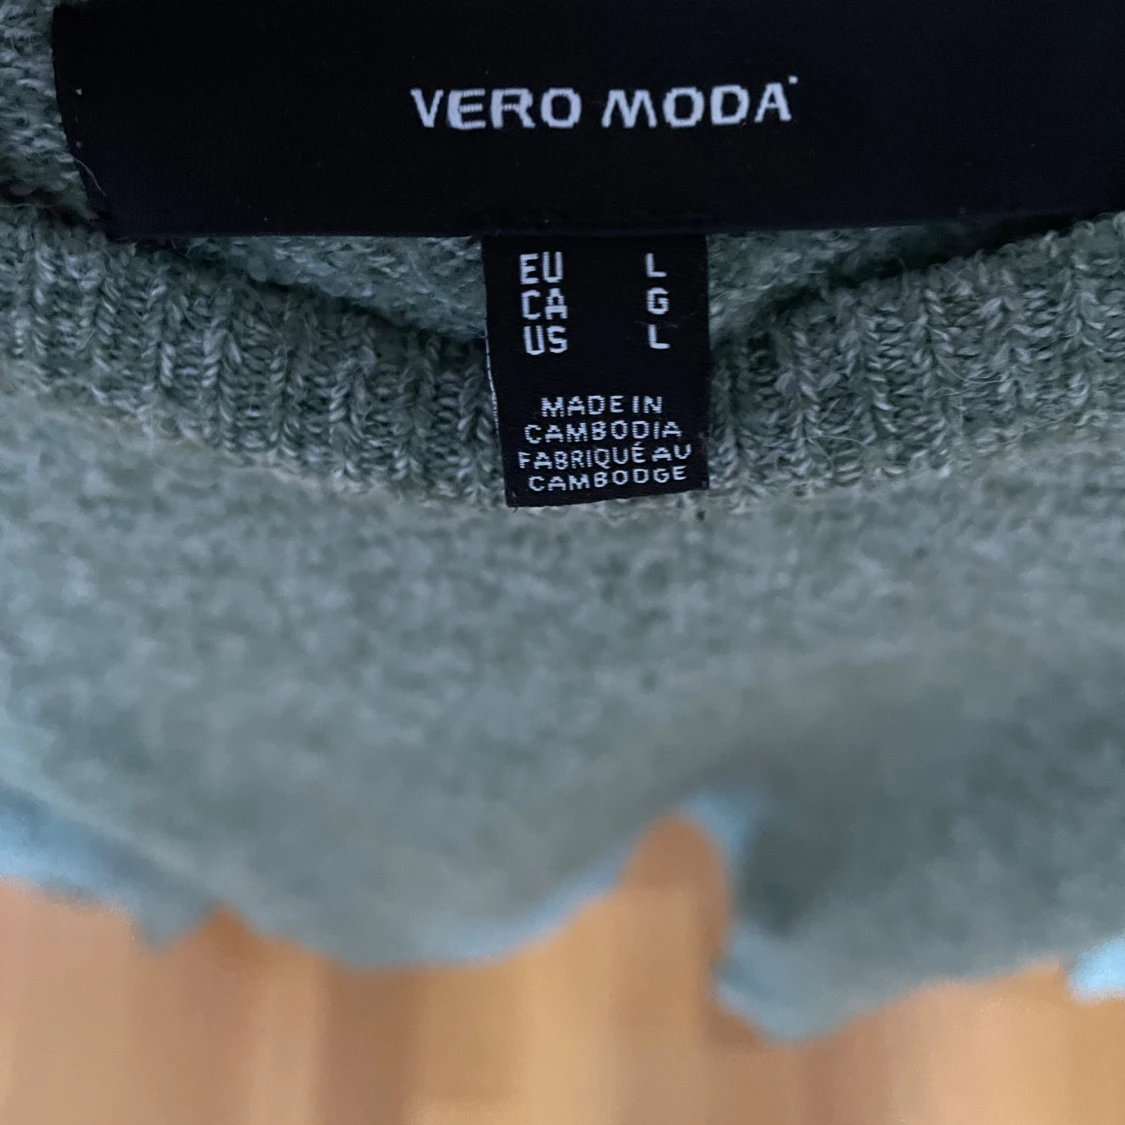 VERO MODA
EU L
CA G
US L
MADE IN
CAMBODIA
FABRIQUÉ AU
CAMBODGE